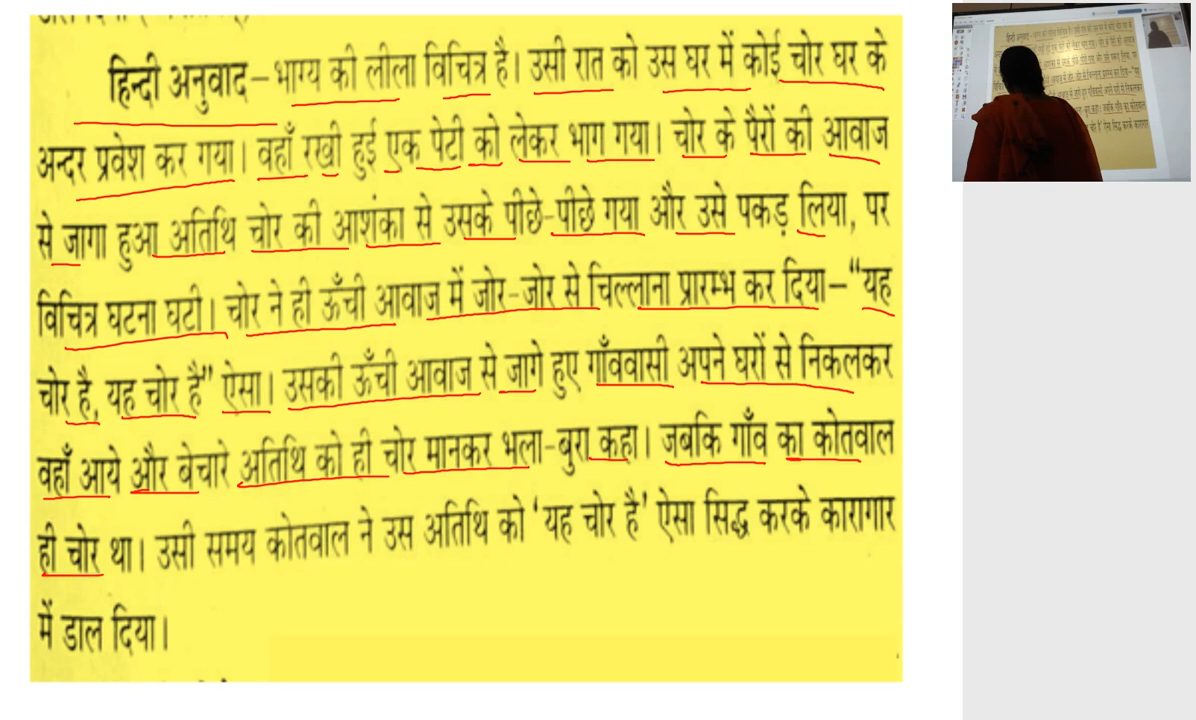 हिन्दी अनुवाद–भाग्य की लीला विचित्र है। उसी रात को उस घर में कोई चोर घर के
अन्दर प्रवेश कर गया। वहाँ रखी हुई एक पेटी को लेकर भाग गया। चोर के पैरों की आवाज
से जागा हुआ अतिथि चोर की आशंका से उसके पीछे-पीछे गया और उसे पकड़ लिया, पर
विचित्र घटना घटी। चोर ने ही ऊँची आवाज में जोर-जोर से चिल्लाना प्रारम्भ कर दिया–“यह
चोर है, यह चोर है” ऐसा। उसकी ऊँची आवाज से जागे हुए गाँववासी अपने घरों से निकलकर
वहाँ आये और बेचारे अतिथि को ही चोर मानकर भला-बुरा कहा। जबकि गाँव का कोतवाल
ही चोर था। उसी समय कोतवाल ने उस अतिथि को ‘यह चोर है’ ऐसा सिद्ध करके कारागार
में डाल दिया।